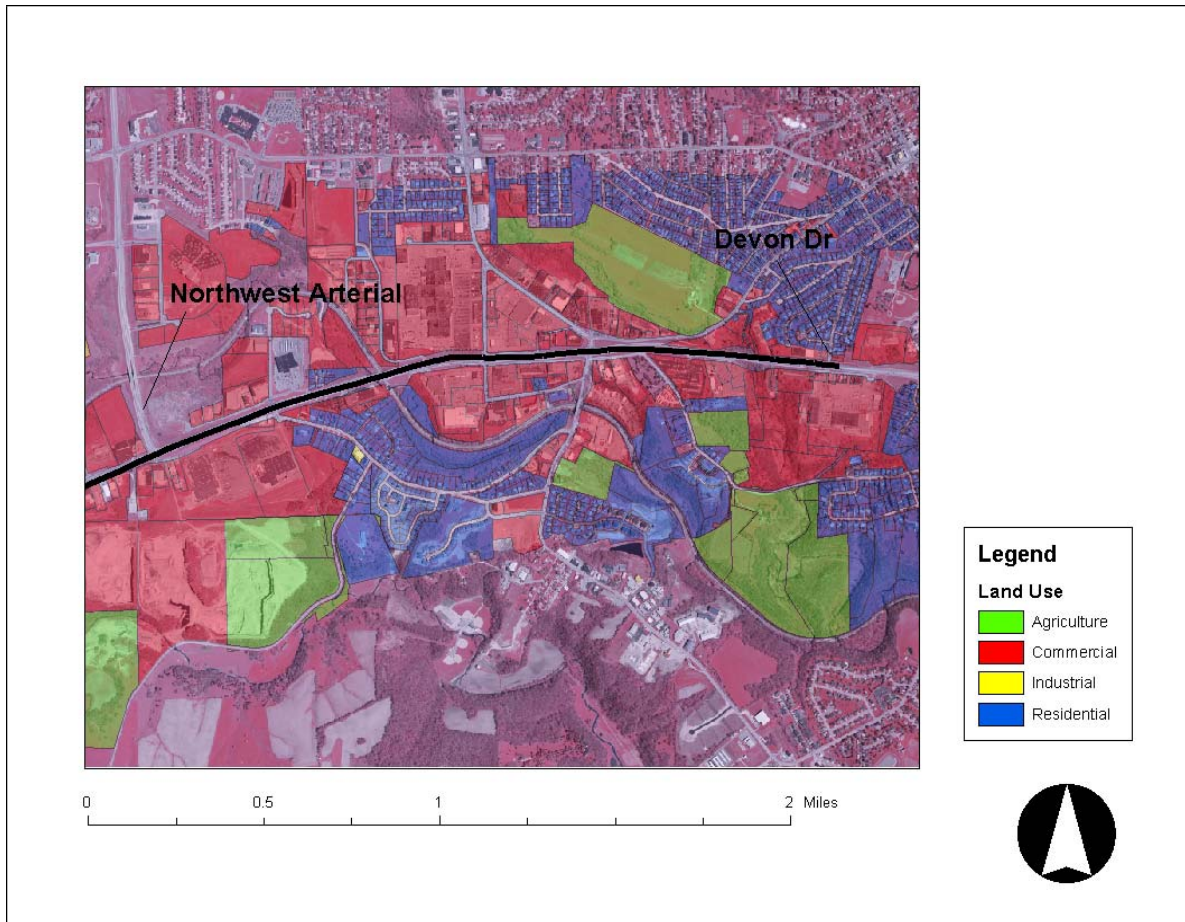 Devon Dr
Northwest Arterial
Legend
Land Use
Agriculture
Commercial
Industrial
Residential
0 0.5 1 2 Miles